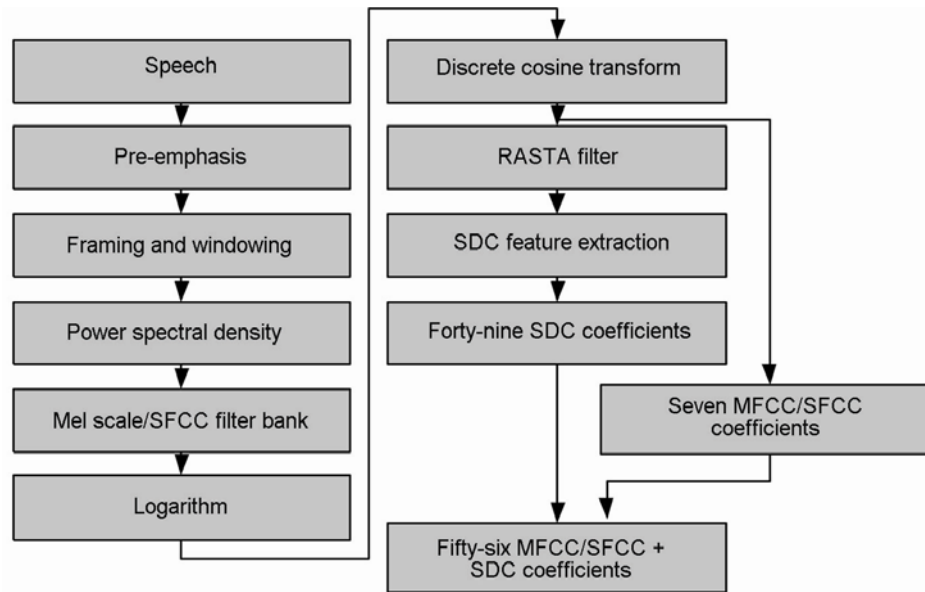 Speech
Pre-emphasis
Framing and windowing
Power spectral density
Mel scale/SFCC filter bank
Logarithm
Discrete cosine transform
RASTA filter
SDC feature extraction
Forty-nine SDC coefficients
Seven MFCC/SFCC
coefficients
Fifty-six MFCC/SFCC +
SDC coefficients